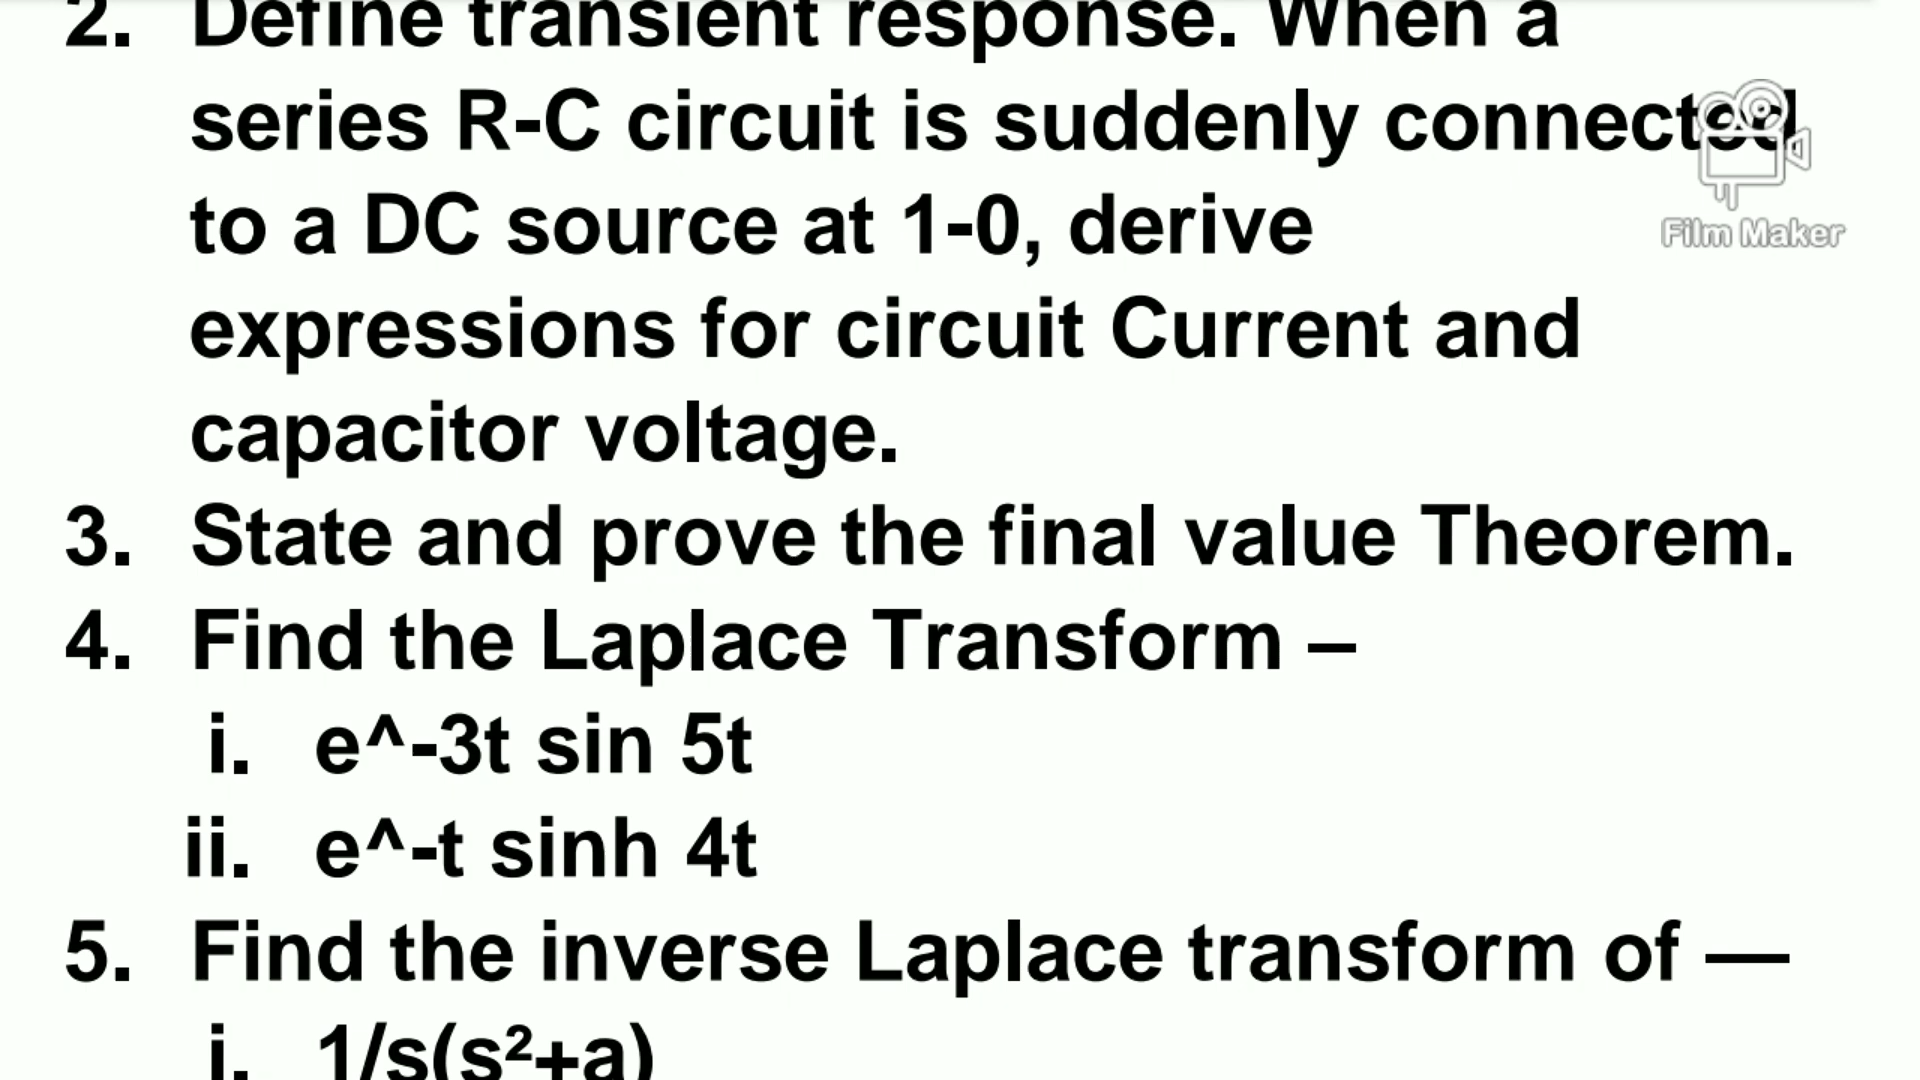 2. Define transient response. When a
series R-C circuit is suddenly connected
to a DC source at 1-0, derive
expressions for circuit Current and
capacitor voltage.
3. State and prove the final value Theorem.
4. Find the Laplace Transform –
i. e^-3t sin 5t
ii. e^-t sinh 4t
5. Find the inverse Laplace transform of —
i. 1/s(s²+a)
Film Maker